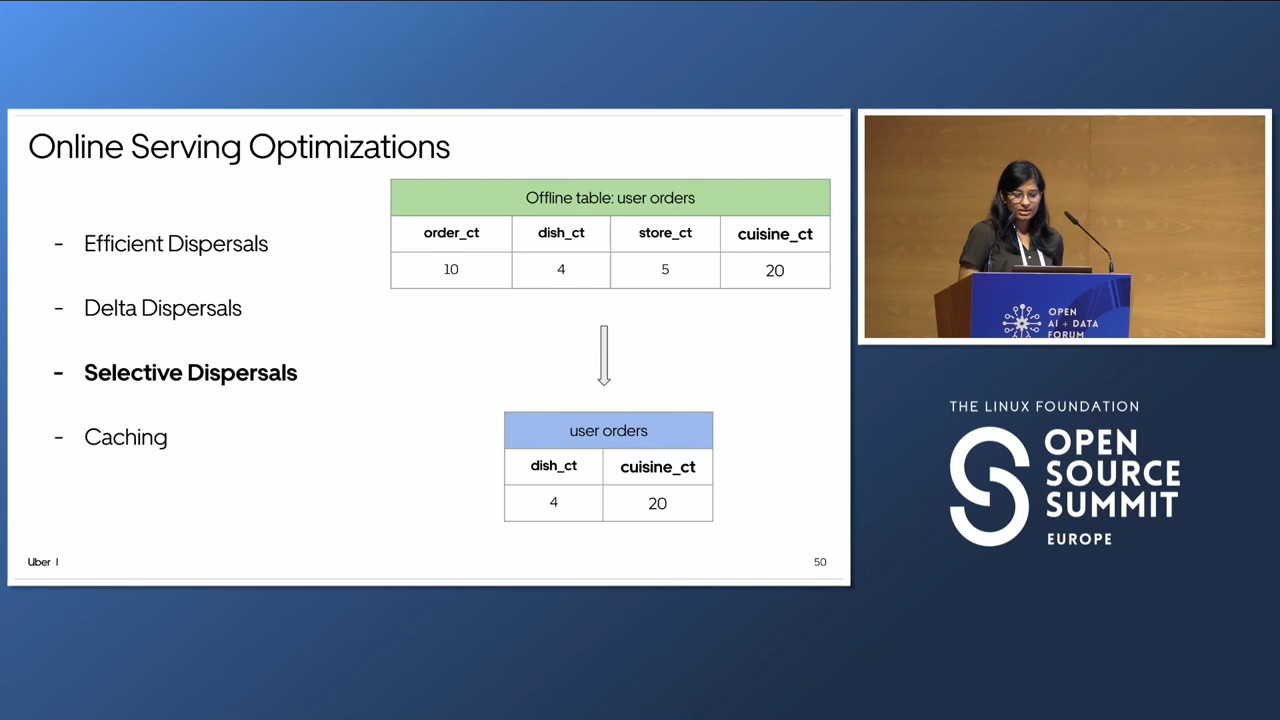 Online Serving Optimizations
- Efficient Dispersals
- Delta Dispersals
- Selective Dispersals
- Caching
Offline table: user orders
order_ct dish_ct store_ct cuisine_ct
10 4 5 20
user orders
dish_ct cuisine_ct
4 20
Uber |
50
OPEN
AI + DATA
FORUM
THE LINUX FOUNDATION
OPEN
SOURCE
SUMMIT
EUROPE